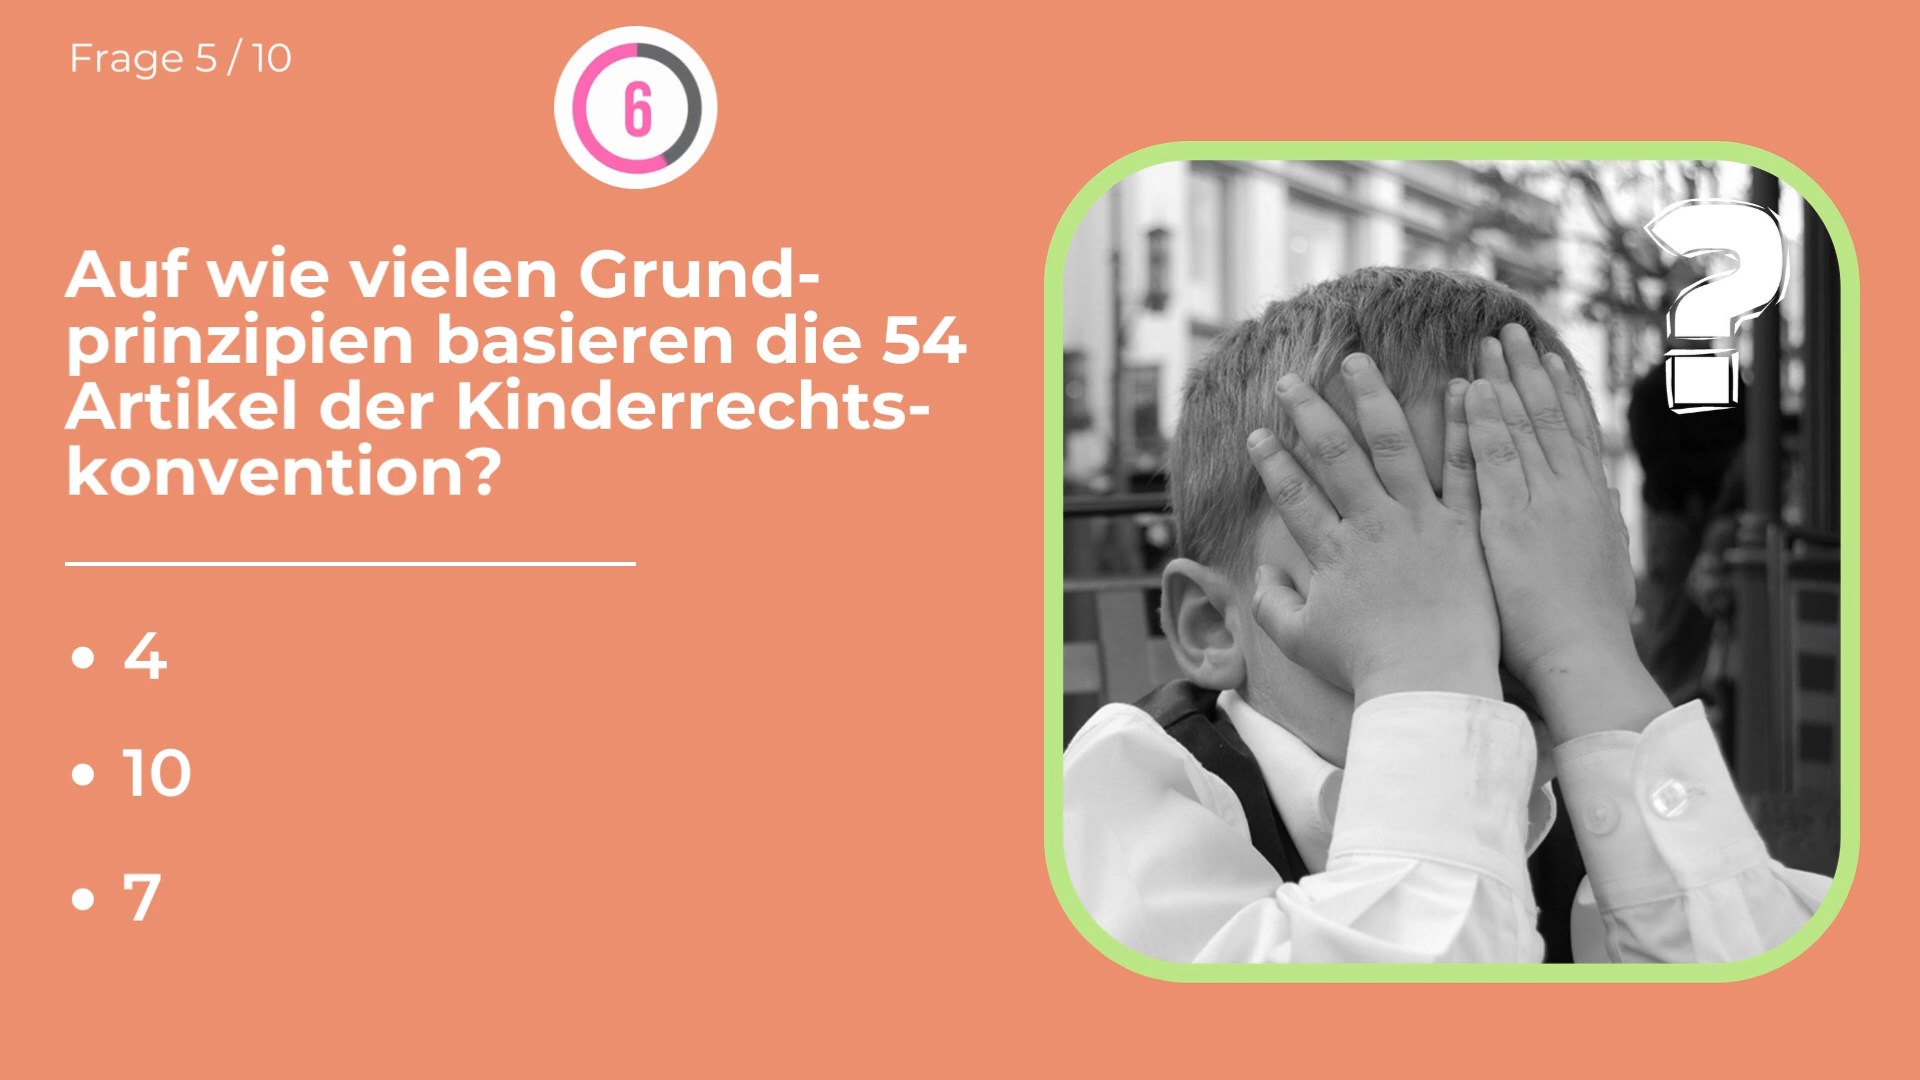 Frage 5 / 10
6
Auf wie vielen Grund-
prinzipien basieren die 54
Artikel der Kinderrechts-
konvention?
• 4
• 10
• 7
?